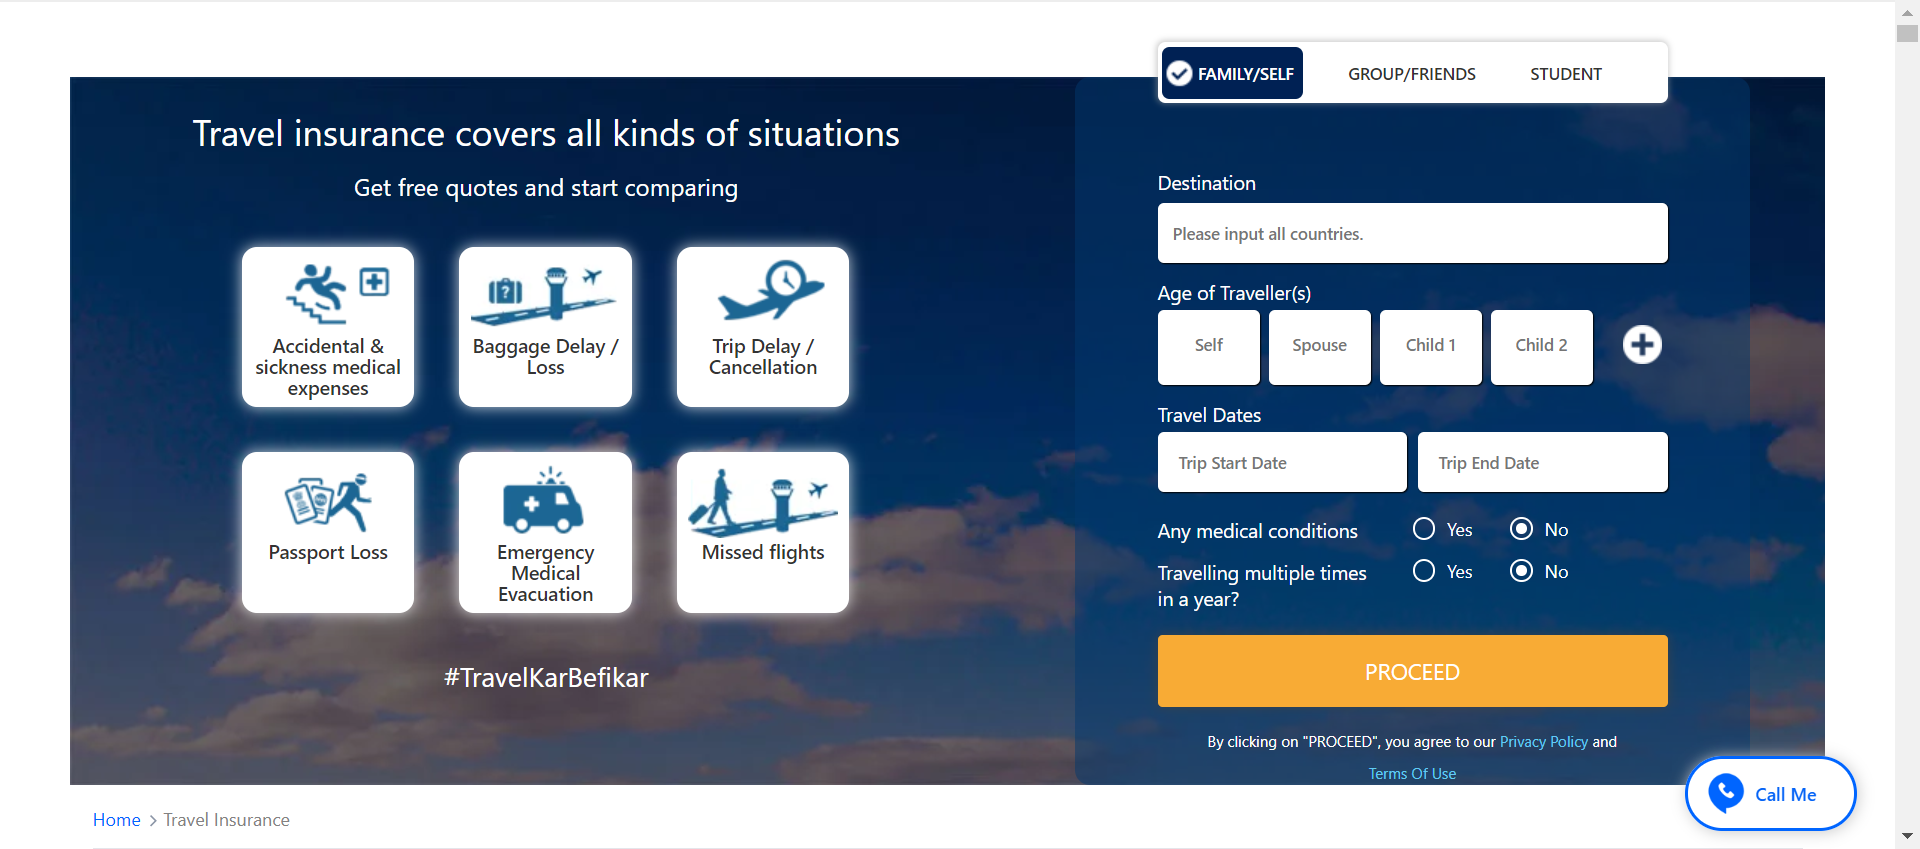 FAMILY/SELF
GROUP/FRIENDS
STUDENT
Travel insurance covers all kinds of situations
Get free quotes and start comparing
Accidental &
sickness medical
expenses
Baggage Delay /
Loss
Trip Delay /
Cancellation
Passport Loss
Emergency
Medical
Evacuation
Missed flights
#TravelKarBefikar
Destination
Please input all countries.
Age of Traveller(s)
Self
Spouse
Child 1
Child 2
Travel Dates
Trip Start Date
Trip End Date
Any medical conditions
Yes
No
Travelling multiple times
in a year?
Yes
No
PROCEED
By clicking on "PROCEED", you agree to our Privacy Policy and
Terms Of Use
Call Me
Home > Travel Insurance